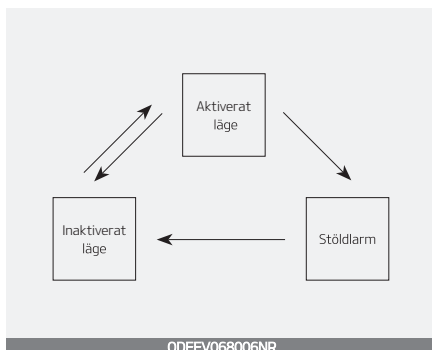 Aktiverat
läge
Inaktiverat
läge
Stöldlarm
ODEEV068006NR